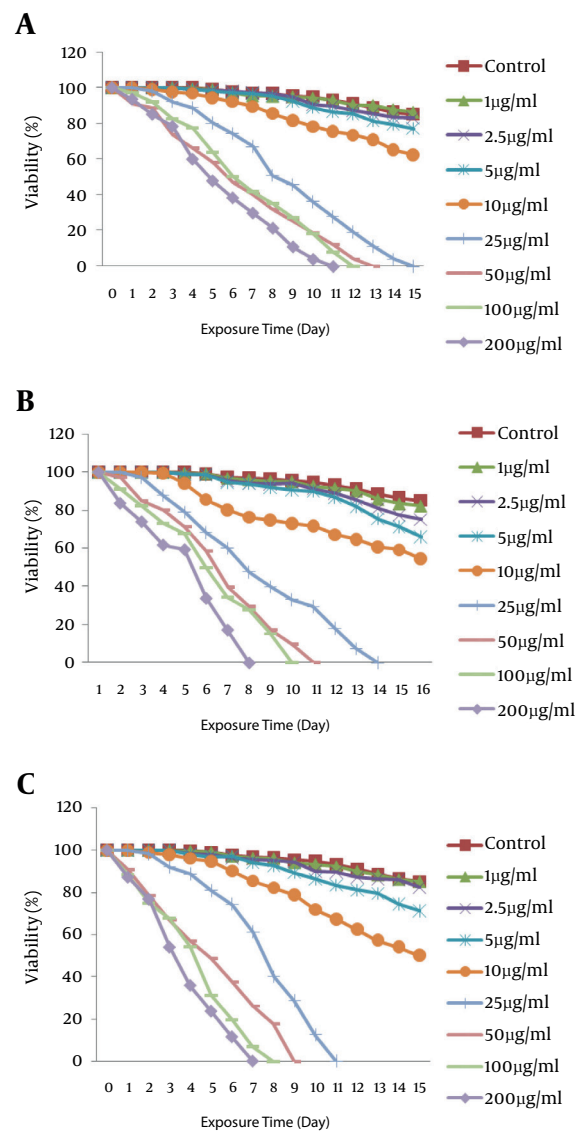 A
120
100
80
60
40
20
0
Viability (%)
0 1 2 3 4 5 6 7 8 9 10 11 12 13 14 15
Exposure Time (Day)
Control
1µg/ml
2.5µg/ml
5µg/ml
10µg/ml
25µg/ml
50µg/ml
100µg/ml
200µg/ml
B
120
100
80
60
40
20
0
Viability (%)
1 2 3 4 5 6 7 8 9 10 11 12 13 14 15 16
Exposure Time (Day)
Control
1µg/ml
2.5µg/ml
5µg/ml
10µg/ml
25µg/ml
50µg/ml
100µg/ml
200µg/ml
C
120
100
80
60
40
20
0
Viability (%)
0 1 2 3 4 5 6 7 8 9 10 11 12 13 14 15
Exposure Time (Day)
Control
1µg/ml
2.5µg/ml
5µg/ml
10µg/ml
25µg/ml
50µg/ml
100µg/ml
200µg/ml